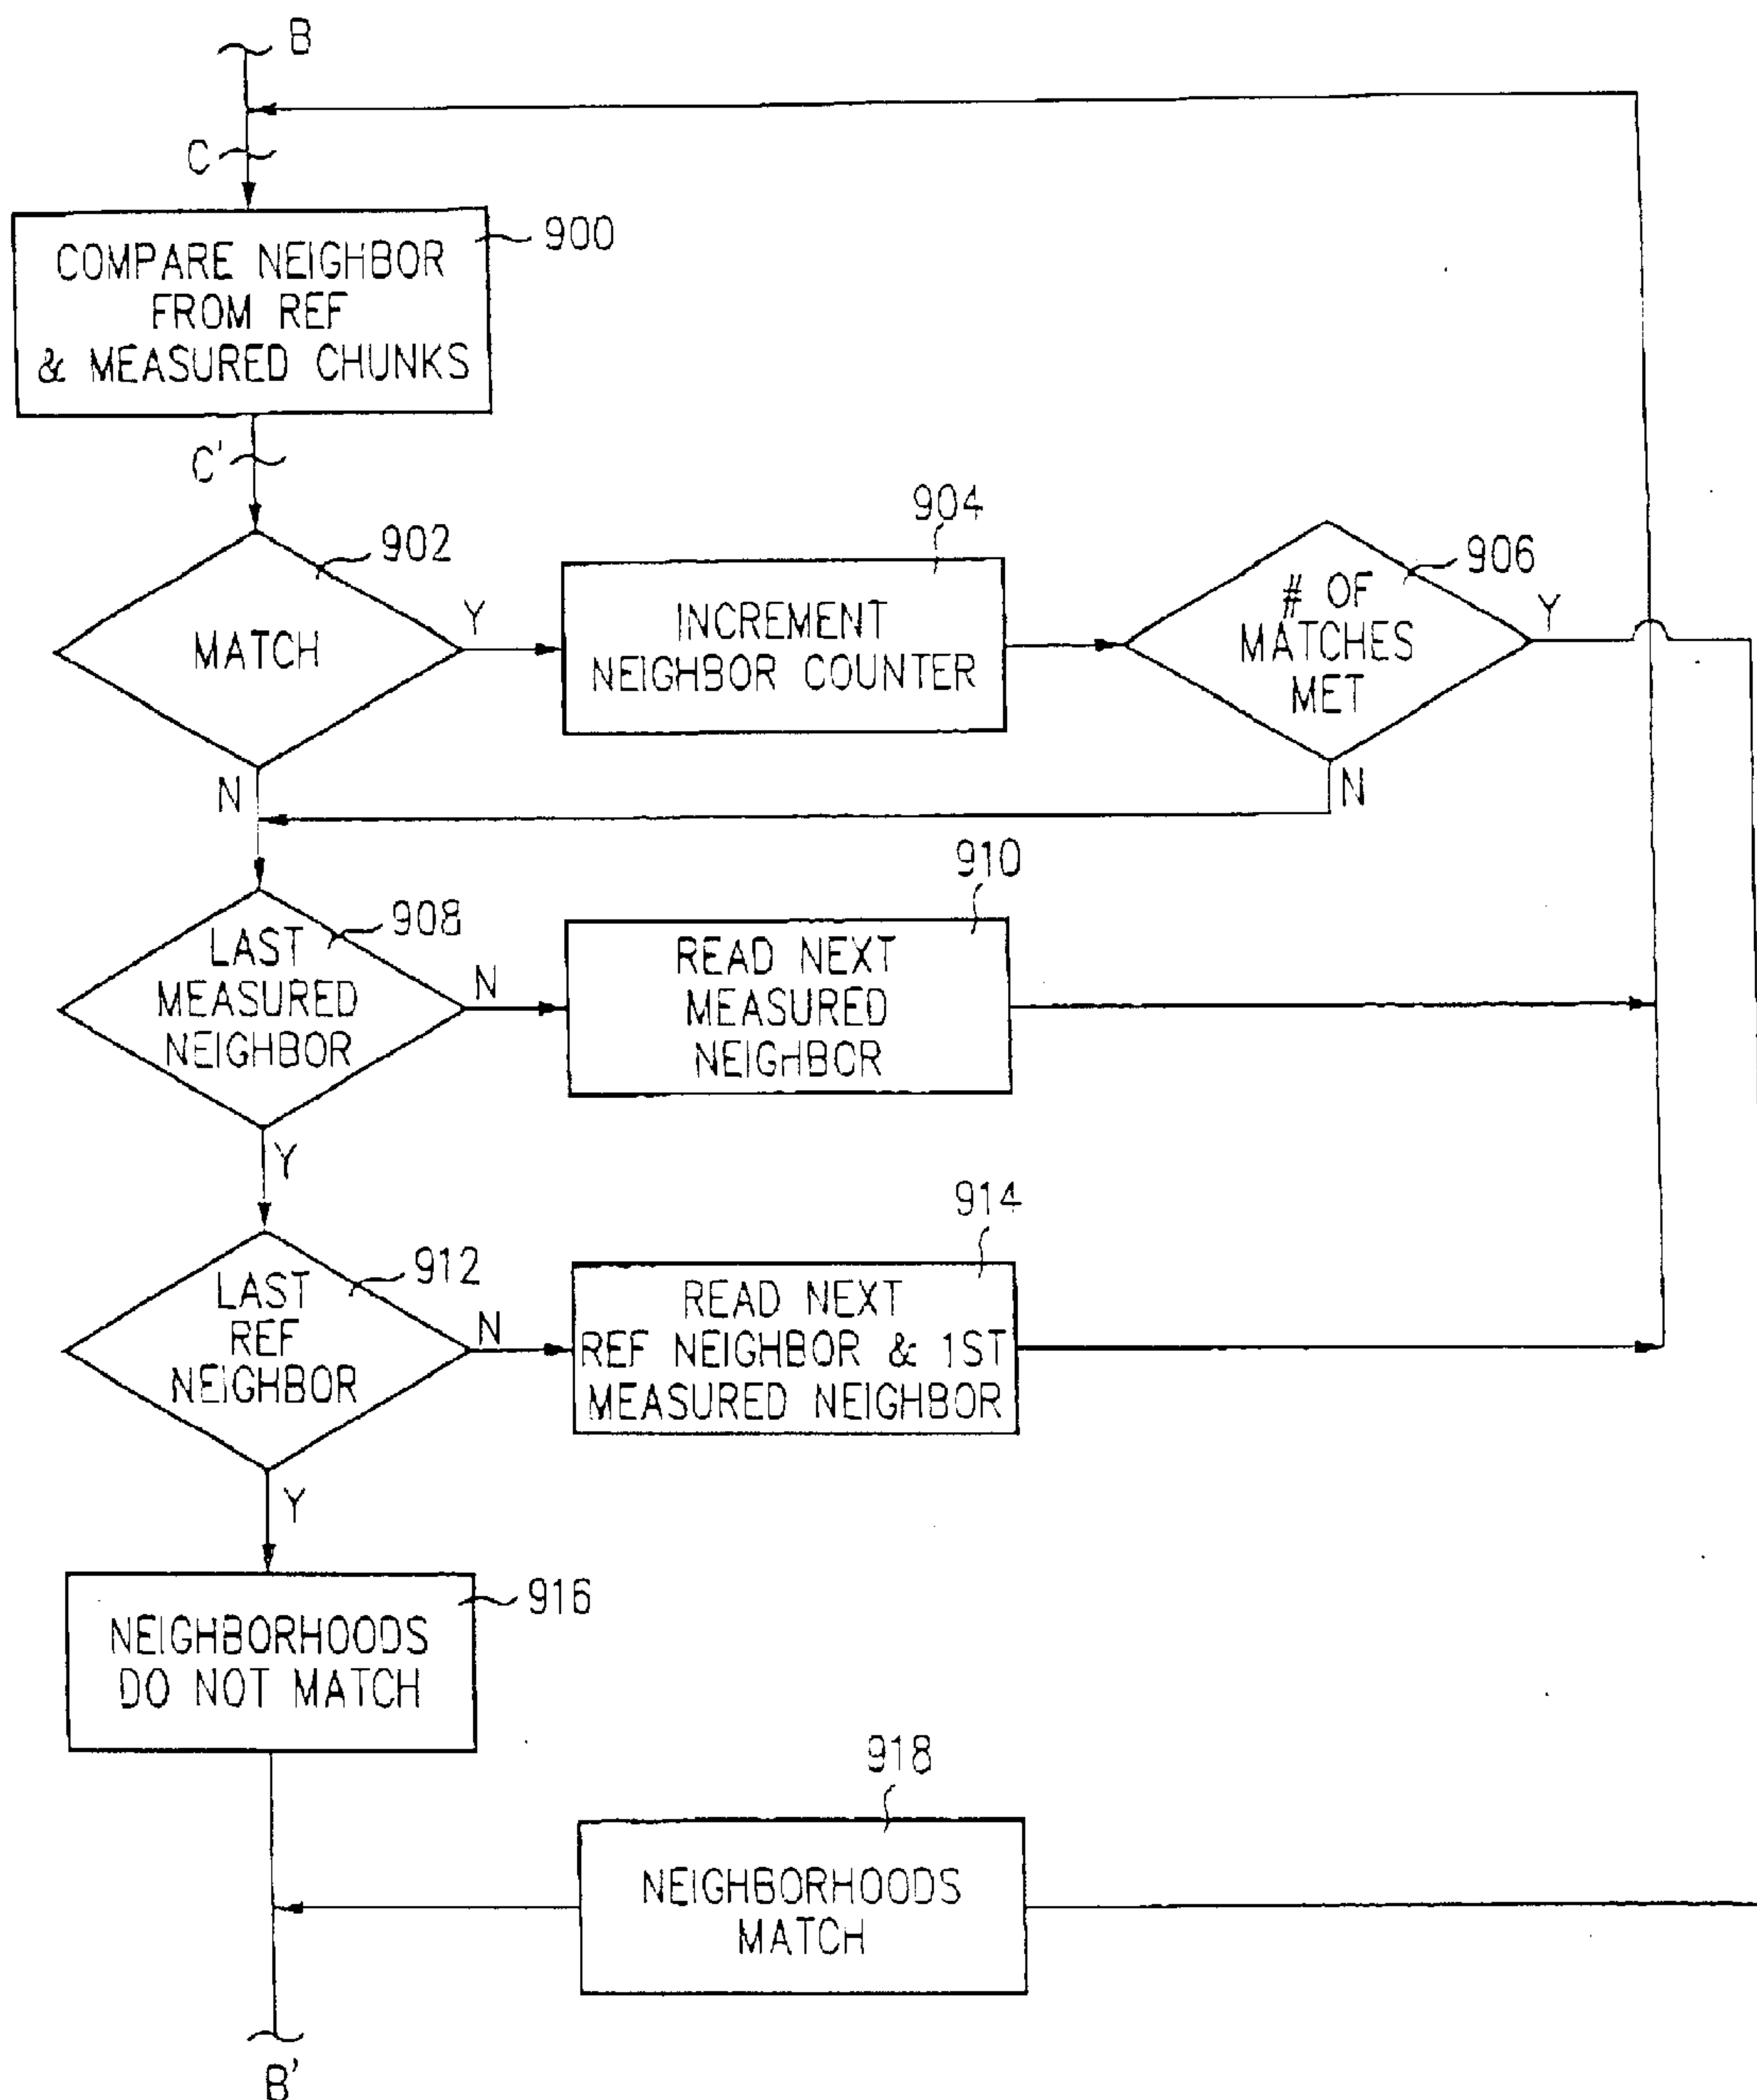 B
C
900
COMPARE NEIGHBOR
FROM REF
& MEASURED CHUNKS
C'
902
MATCH
Y
N
904
INCREMENT
NEIGHBOR COUNTER
906
# OF
MATCHES
MET
Y
N
908
LAST
MEASURED
NEIGHBOR
N
Y
910
READ NEXT
MEASURED
NEIGHBOR
912
LAST
REF
NEIGHBOR
N
Y
914
READ NEXT
REF NEIGHBOR & 1ST
MEASURED NEIGHBOR
916
NEIGHBORHOODS
DO NOT MATCH
918
NEIGHBORHOODS
MATCH
B'